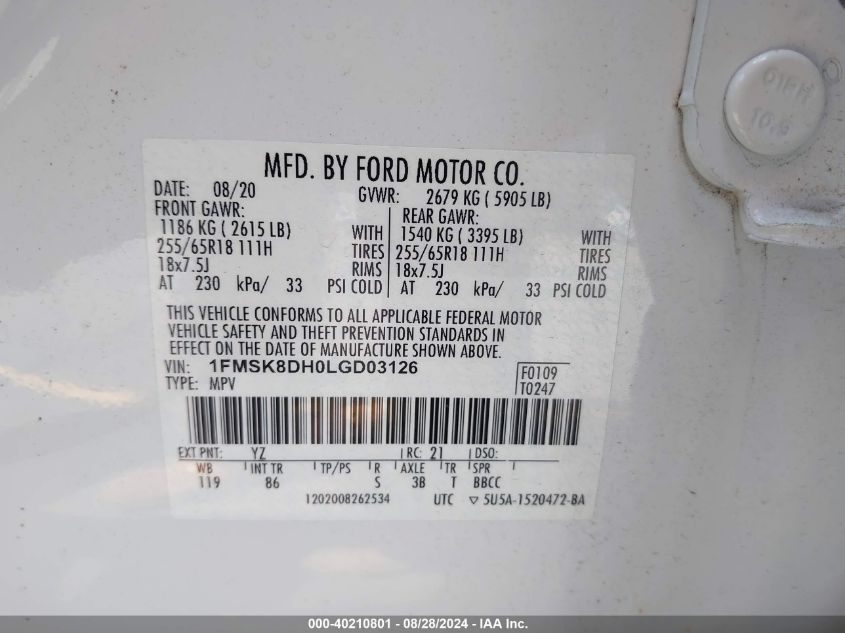 01FH
10.9
MFD. BY FORD MOTOR CO.
DATE: 08/20 GVWR: 2679 KG ( 5905 LB)
FRONT GAWR: REAR GAWR:
1186 KG ( 2615 LB) WITH 1540 KG ( 3395 LB) WITH
255/65R18 111H TIRES 255/65R18 111H TIRES
18x7.5J RIMS 18x7.5J RIMS
AT 230 kPa/ 33 PSI COLD AT 230 kPa/ 33 PSI COLD
THIS VEHICLE CONFORMS TO ALL APPLICABLE FEDERAL MOTOR
VEHICLE SAFETY AND THEFT PREVENTION STANDARDS IN
EFFECT ON THE DATE OF MANUFACTURE SHOWN ABOVE.
VIN: 1FMSK8DH0LGD03126 F0109
TYPE: MPV T0247
EXT PNT: YZ RC: 21 DSO:
WB INT TR TP/PS R AXLE TR SPR
119 86 S 3B T BBCC
1202008262534 UTC ▽ 5U5A-1520472-BA
000-40210801 - 08/28/2024 - IAAI Inc.